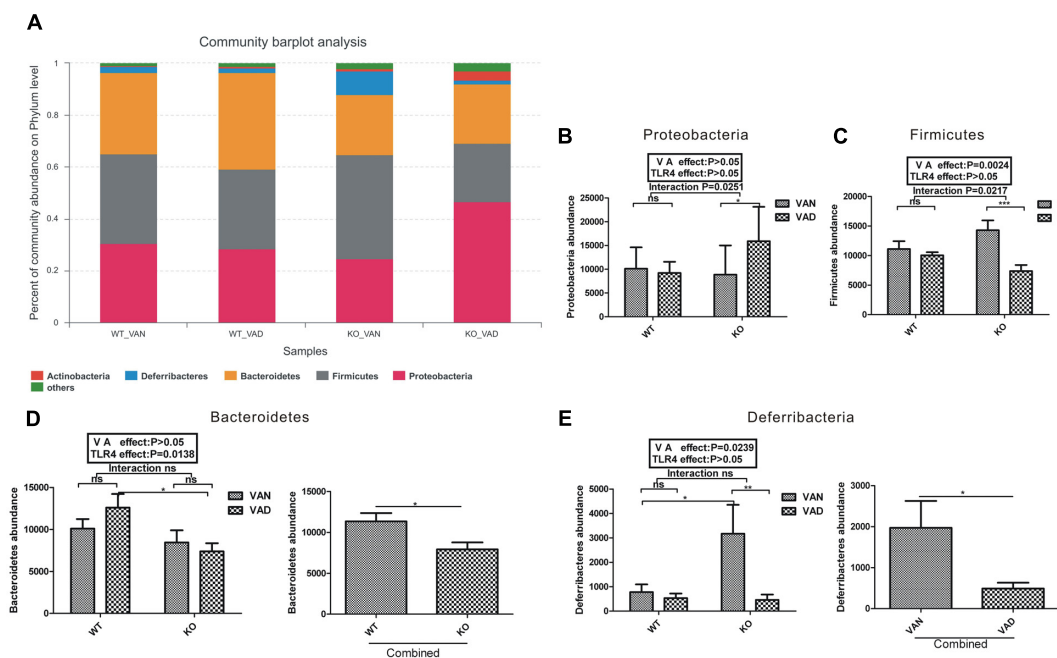 A
Community barplot analysis
Percent of community abundance on Phylum level
1
0.8
0.6
0.4
0.2
0
WT_VAN
WT_VAD
KO_VAN
KO_VAD
Samples
Actinobacteria
Deferribacteres
Bacteroidetes
Firmicutes
Proteobacteria
others
B
Proteobacteria
V A effect:P>0.05
TLR4 effect:P>0.05
Interaction P=0.0251
ns
*
VAN
VAD
Proteobacteria abundance
25000
20000
15000
10000
5000
0
WT
KO
C
Firmicutes
V A effect:P=0.0024
TLR4 effect:P>0.05
Interaction P=0.0217
ns
***
Firmicutes abundance
20000
15000
10000
5000
0
WT
KO
D
Bacteroidetes
V A effect:P>0.05
TLR4 effect:P=0.0138
Interaction ns
ns
ns
*
VAN
VAD
Bacteroidetes abundance
15000
10000
5000
0
WT
KO
Bacteroidetes abundance
15000
10000
5000
0
*
WT
KO
Combined
E
Deferribacteria
V A effect:P=0.0239
TLR4 effect:P>0.05
Interaction ns
ns
**
*
VAN
VAD
Deferribacteres abundance
5000
4000
3000
2000
1000
0
WT
KO
Deferribacteres abundance
3000
2000
1000
0
*
VAN
VAD
Combined